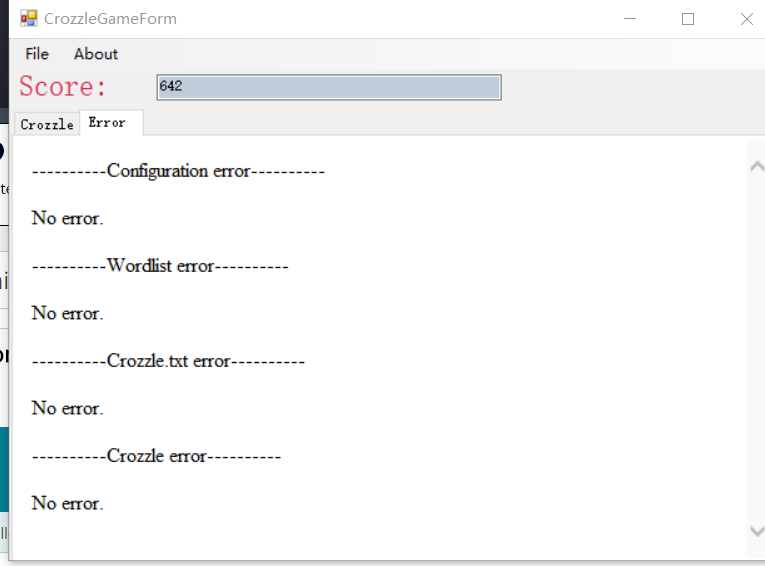 CrozzleGameForm
File About
Score: 642
Crozzle Error
----------Configuration error----------
No error.
----------Wordlist error----------
No error.
----------Crozzle.txt error----------
No error.
----------Crozzle error----------
No error.